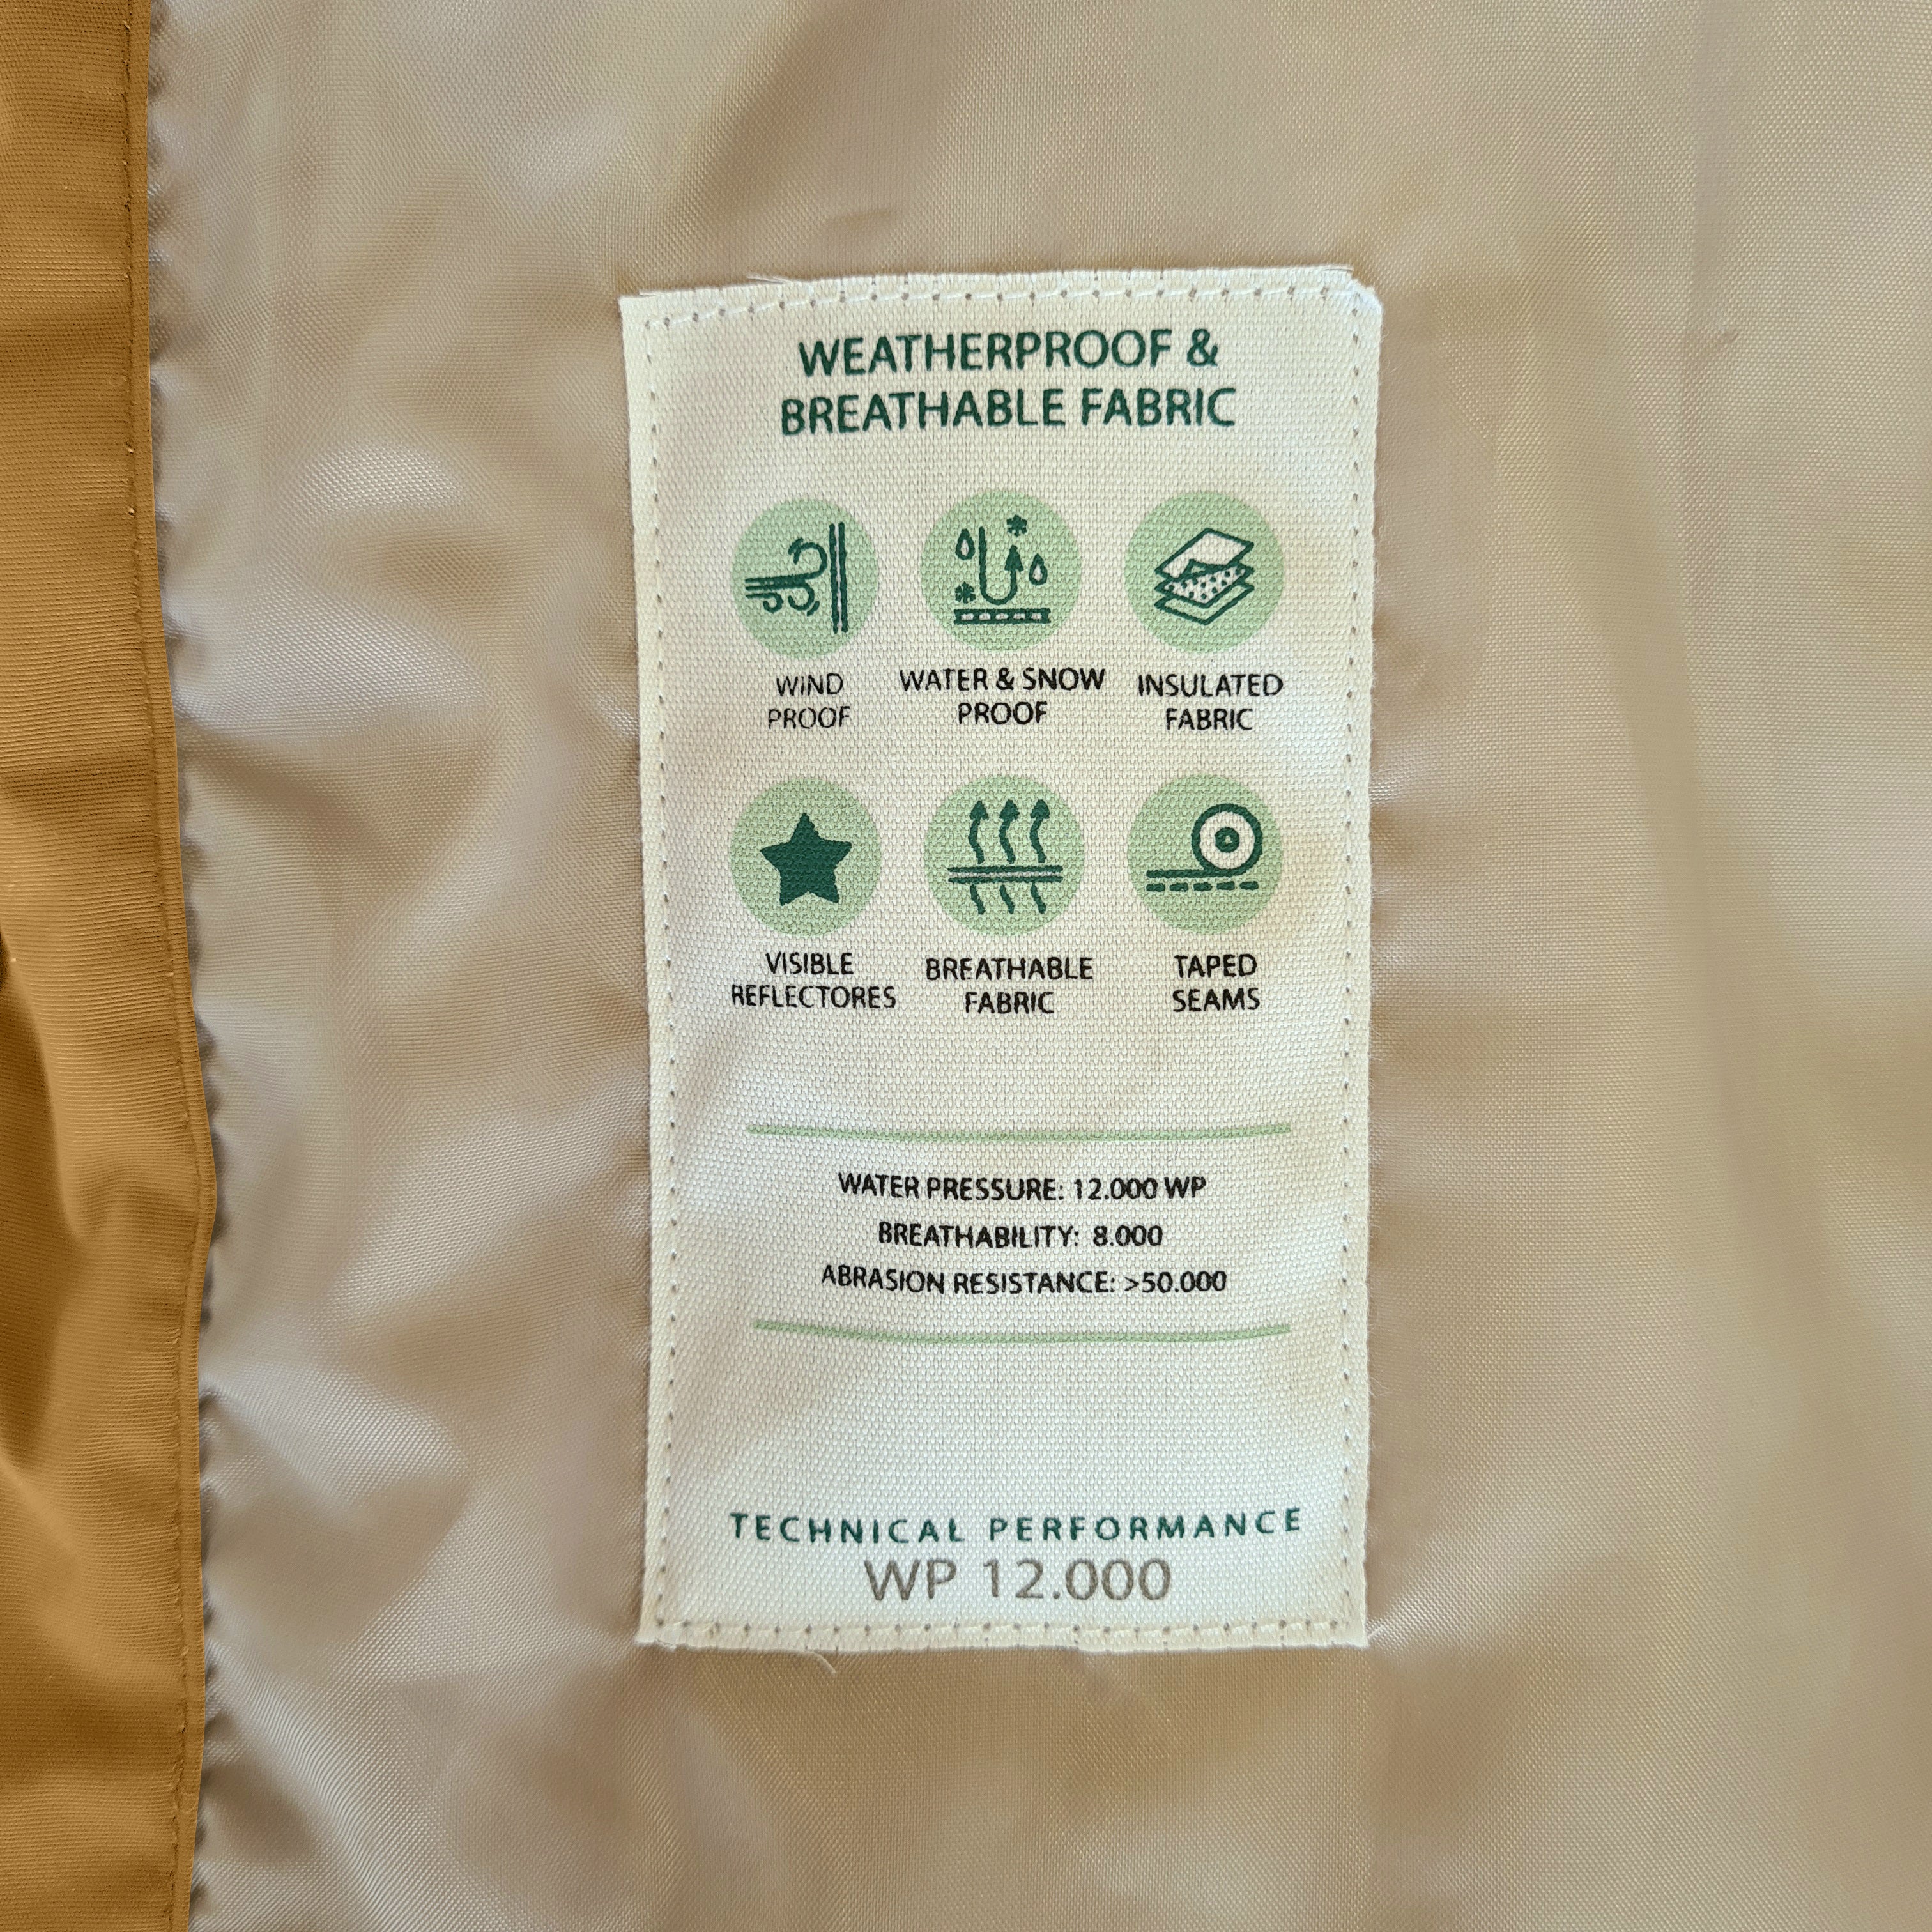 WEATHERPROOF &
BREATHABLE FABRIC
WIND
PROOF
WATER & SNOW
PROOF
INSULATED
FABRIC
VISIBLE
REFLECTORES
BREATHABLE
FABRIC
TAPED
SEAMS
WATER PRESSURE: 12.000 WP
BREATHABILITY: 8.000
ABRASION RESISTANCE: >50.000
TECHNICAL PERFORMANCE
WP 12.000